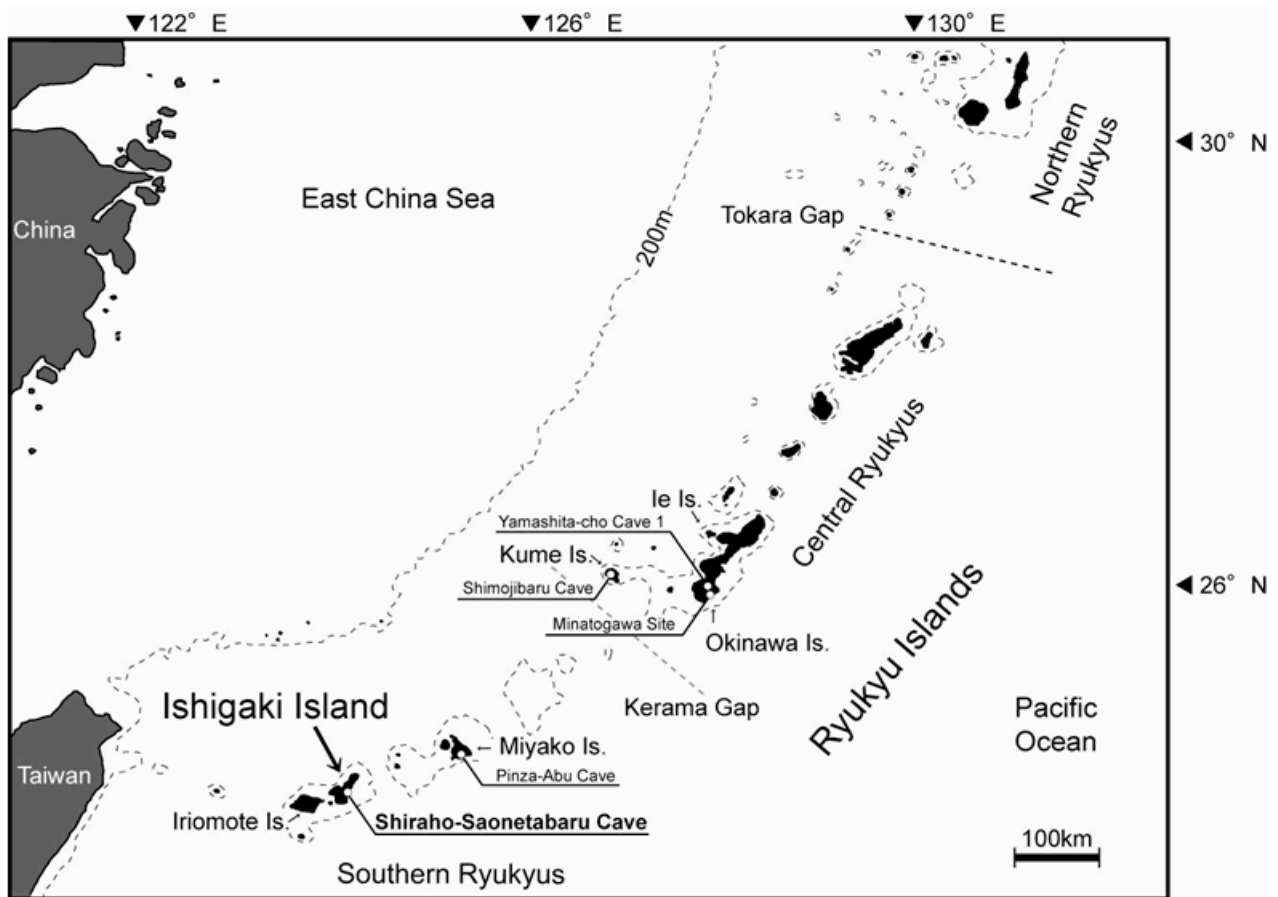 ▼122° E
▼126° E
▼130° E
◀30° N
◀26° N
China
East China Sea
200m
Tokara Gap
Northern
Ryukyus
Central Ryukyus
Ie Is.
Yamashita-cho Cave 1
Kume Is.
Shimojibaru Cave
Minatogawa Site
Okinawa Is.
Kerama Gap
Ryukyu Islands
Pacific
Ocean
Ishigaki Island
Miyako Is.
Pinza-Abu Cave
Taiwan
Iriomote Is.
Shiraho-Saonetabaru Cave
Southern Ryukyus
100km